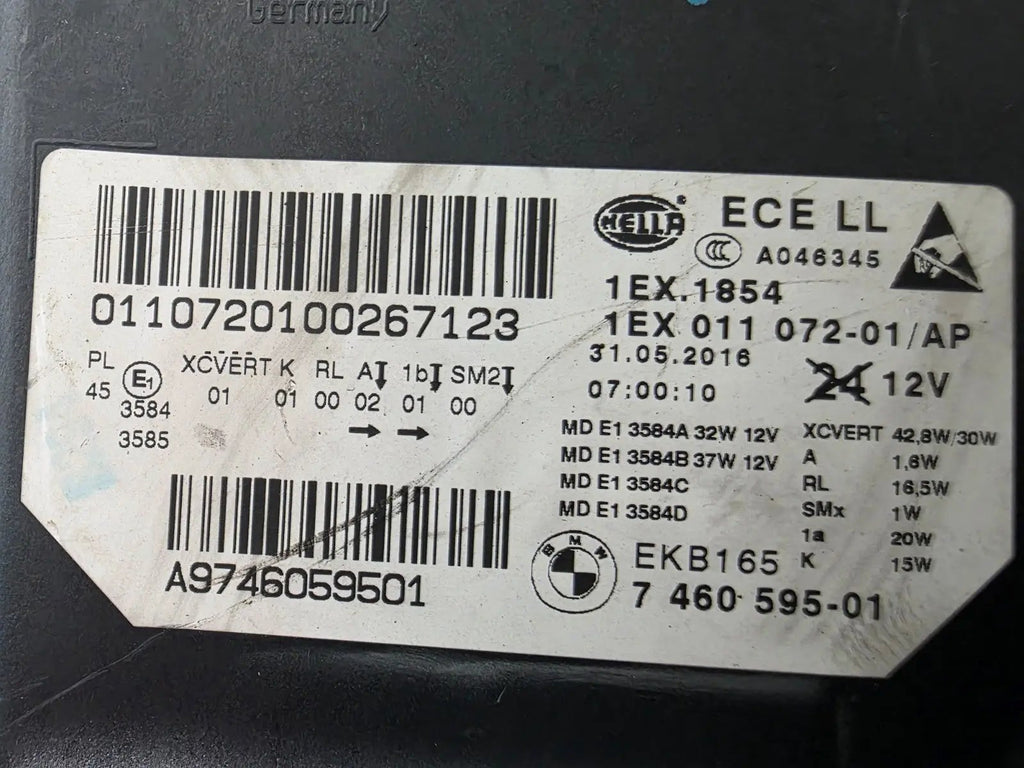 Germany
HELLA® ECE LL
CCC A046345
1EX.1854
0110720100267123
1EX 011 072-01/AP
31.05.2016
07:00:10 24 12V
PL XCVERT K RL A 1b SM2
45 E1 01 01 00 02 01 00
3584
3585
MD E1 3584A 32W 12V XCVERT 42,8W/30W
MD E1 3584B 37W 12V A 1,6W
MD E1 3584C RL 16,5W
MD E1 3584D SMx 1W
1a 20W
BMW EKB165 K 15W
A9746059501
7 460 595-01